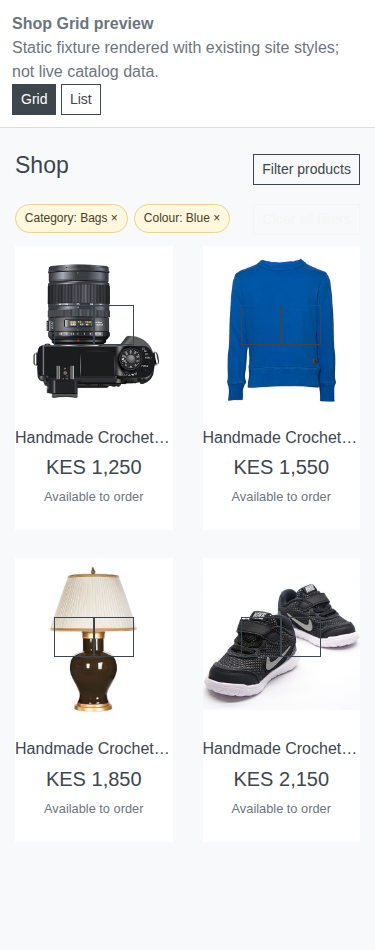 Shop Grid preview
Static fixture rendered with existing site styles;
not live catalog data.
Grid List
Shop
Filter products
Category: Bags × Colour: Blue ×
Handmade Crochet… Handmade Crochet…
KES 1,250 KES 1,550
Available to order Available to order
Handmade Crochet… Handmade Crochet…
KES 1,850 KES 2,150
Available to order Available to order